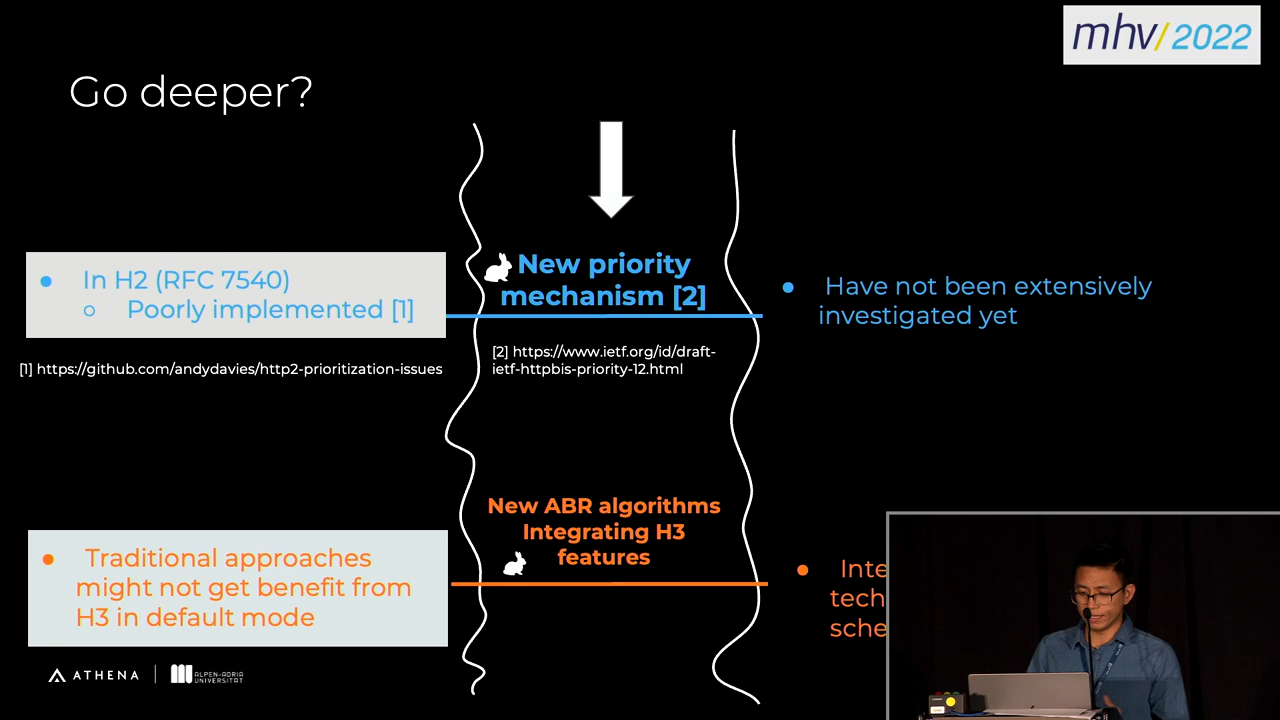 mhv/2022
Go deeper?
In H2 (RFC 7540)
Poorly implemented [1]
[1] https://github.com/andydavies/http2-prioritization-issues
New priority
mechanism [2]
[2] https://www.ietf.org/id/draft-
ietf-httpbis-priority-12.html
Have not been extensively
investigated yet
Traditional approaches
might not get benefit from
H3 in default mode
New ABR algorithms
Integrating H3
features
Inte
tech
sche
ATHENA
ALPEN-ADRIA
UNIVERSITÄT